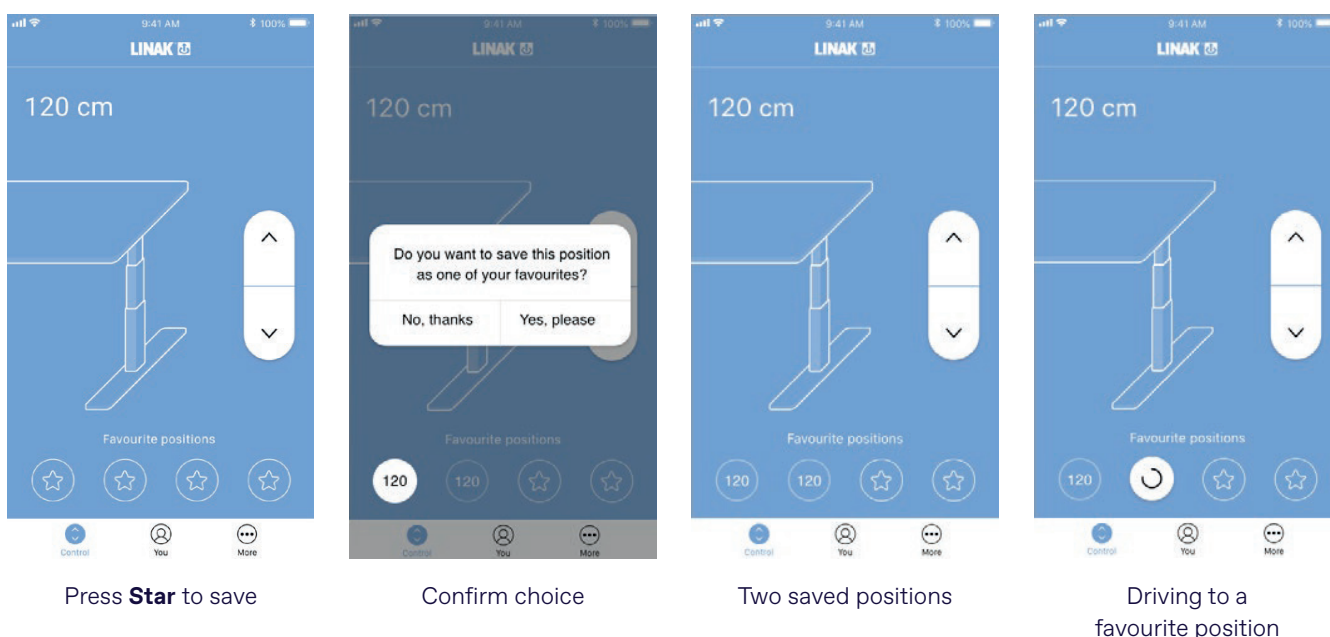 9:41 AM
100%
LINAK
120 cm
Favourite positions
Control
You
More
Press Star to save
9:41 AM
100%
LINAK
120 cm
Do you want to save this position
as one of your favourites?
No, thanks
Yes, please
Favourite positions
120
120
Control
You
More
Confirm choice
9:41 AM
100%
LINAK
120 cm
Favourite positions
120
120
Control
You
More
Two saved positions
9:41 AM
100%
LINAK
120 cm
Favourite positions
120
Control
You
More
Driving to a
favourite position